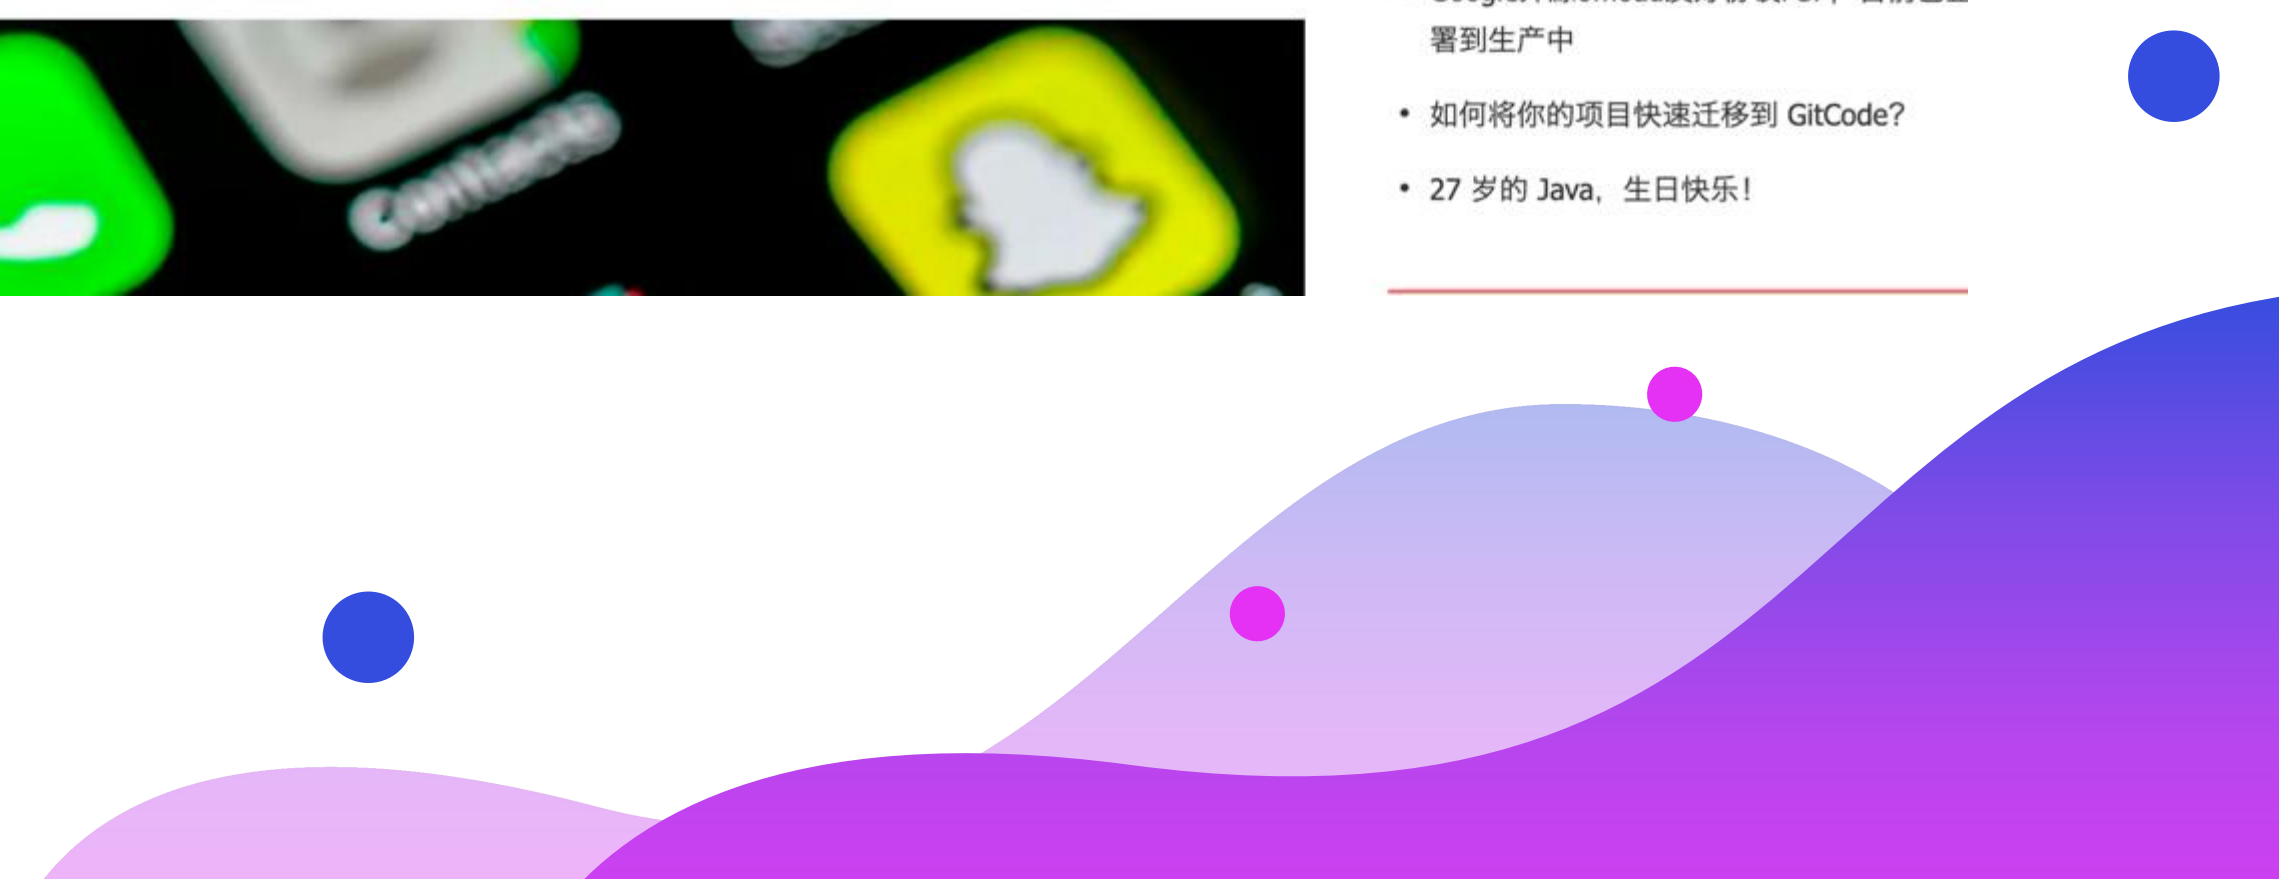 署到生产中
• 如何将你的项目快速迁移到 GitCode？
• 27 岁的 Java，生日快乐！